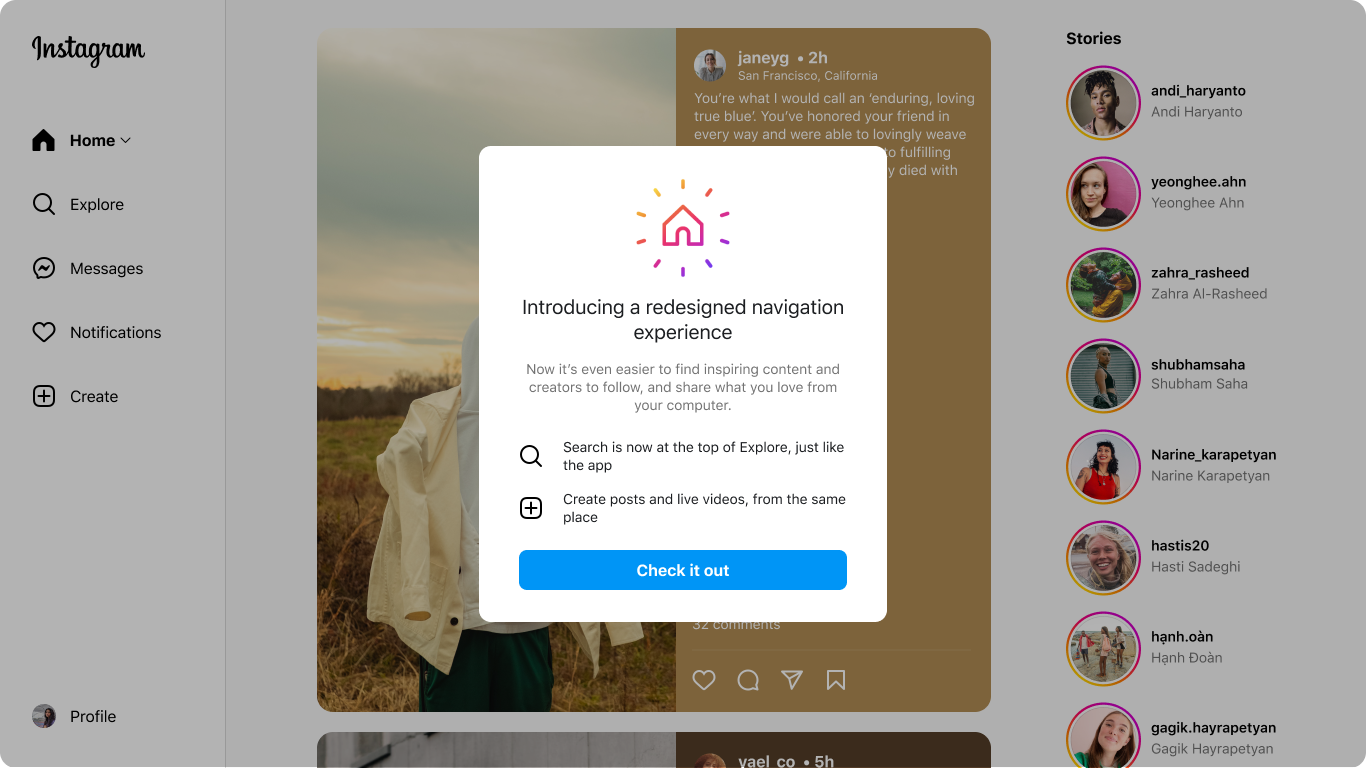 Instagram
Home
Explore
Messages
Notifications
Create
Profile
janeyg • 2h
San Francisco, California
You’re what I would call an ‘enduring, loving
true blue’. You’ve honored your friend in
every way and were able to lovingly weave
to fulfilling
y died with
Introducing a redesigned navigation
experience
Now it’s even easier to find inspiring content and
creators to follow, and share what you love from
your computer.
Search is now at the top of Explore, just like
the app
Create posts and live videos, from the same
place
Check it out
32 comments
yael_co • 5h
Stories
andi_haryanto
Andi Haryanto
yeonghee.ahn
Yeonghee Ahn
zahra_rasheed
Zahra Al-Rasheed
shubhamsaha
Shubham Saha
Narine_karapetyan
Narine Karapetyan
hastis20
Hasti Sadeghi
hạnh.oàn
Hạnh Đoàn
gagik.hayrapetyan
Gagik Hayrapetyan